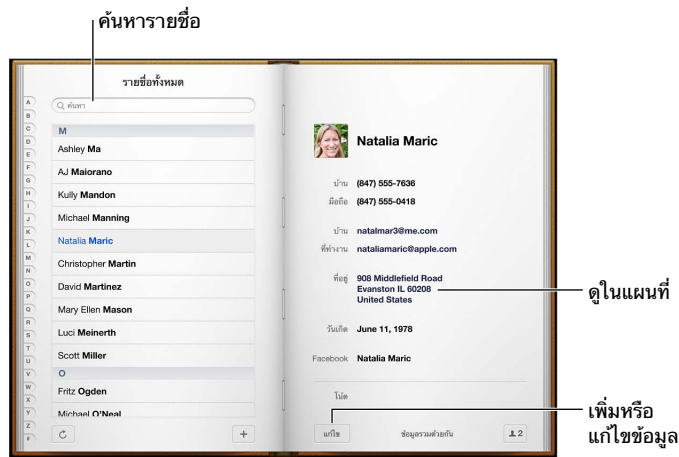 ค้นหารายชื่อ
รายชื่อทั้งหมด
ค้นหา
A
B
C
D
E
F
G
H
I
J
K
L
M
N
O
P
Q
R
S
T
U
V
W
X
Y
Z
#
M
Ashley Ma
AJ Maiorano
Kully Mandon
Michael Manning
Natalia Maric
Christopher Martin
David Martinez
Mary Ellen Mason
Luci Meinerth
Scott Miller
O
Fritz Ogden
Michael O'Neal
+
Natalia Maric
บ้าน (847) 555-7636
มือถือ (847) 555-0418
บ้าน natalmar3@me.com
ที่ทำงาน nataliamaric@apple.com
ที่อยู่ 908 Middlefield Road
Evanston IL 60208
United States
วันเกิด June 11, 1978
Facebook Natalia Maric
โน้ต
แก้ไข ข้อมูลรวมด้วยกัน 2
ดูในแผนที่
เพิ่มหรือ
แก้ไขข้อมูล